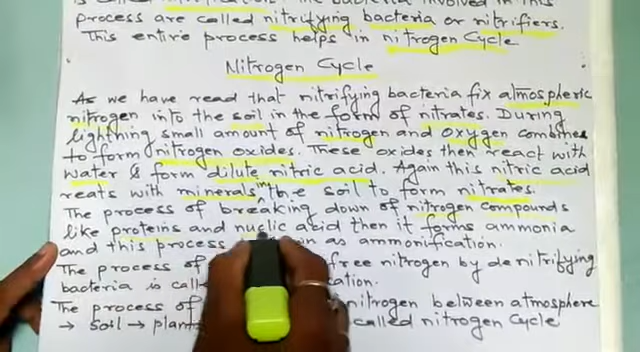 process are called nitrifying bacteria or nitrifiers.
This entire process helps in nitrogen Cycle
Nitrogen Cycle
As we have read that nitrifying bacteria fix atmospheric
nitrogen into the soil in the form of nitrates. During
lightning small amount of nitrogen and oxygen combines
to form nitrogen oxides. These oxides then react with
water & form dilute nitric acid. Again this nitric acid
reats with minerals in the soil to form nitrates.
The process of breaking down of nitrogen compounds
like proteins and nuclic acid then it forms ammonia
and this process as ammonification.
The process of free nitrogen by denitrifying
bacteria is
The process of nitrogen between atmosphere
→ soil → called nitrogen Cycle